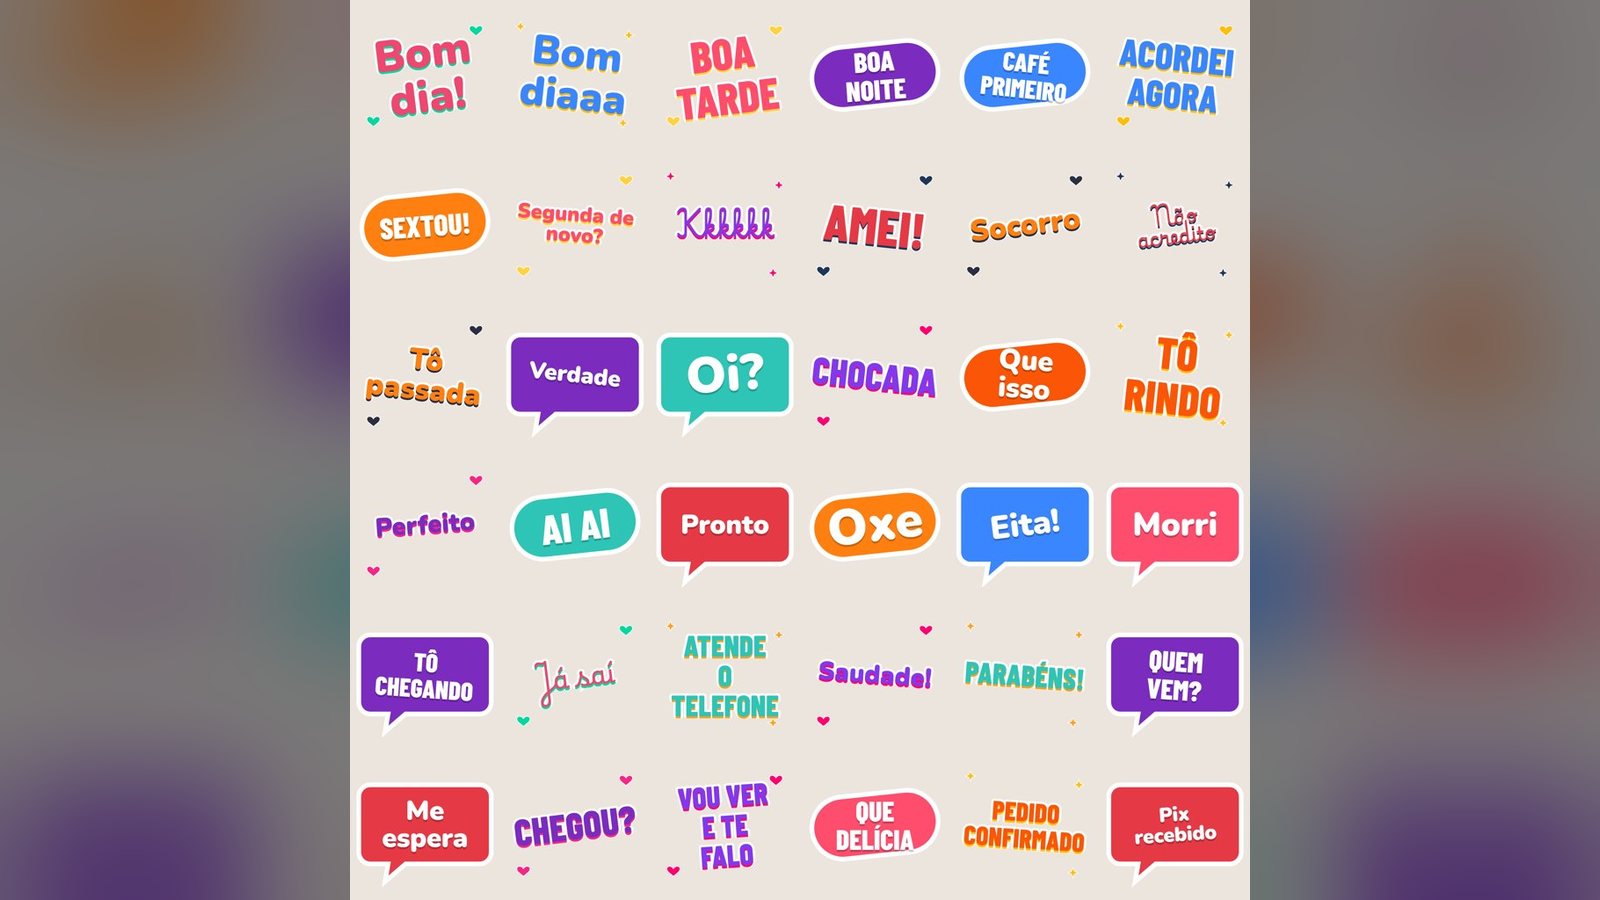 Bom
dia!
Bom
diaaa
BOA
TARDE
BOA
NOITE
CAFÉ
PRIMEIRO
ACORDEI
AGORA
SEXTOU!
Segunda de
novo?
Kkkkkk
AMEI!
Socorro
Não
acredito
Tô
passada
Verdade
Oi?
CHOCADA
Que
isso
TÔ
RINDO
Perfeito
AI AI
Pronto
Oxe
Eita!
Morri
TÔ
CHEGANDO
Já saí
ATENDE
O
TELEFONE
Saudade!
PARABÉNS!
QUEM
VEM?
Me
espera
CHEGOU?
VOU VER
E TE
FALO
QUE
DELÍCIA
PEDIDO
CONFIRMADO
Pix
recebido